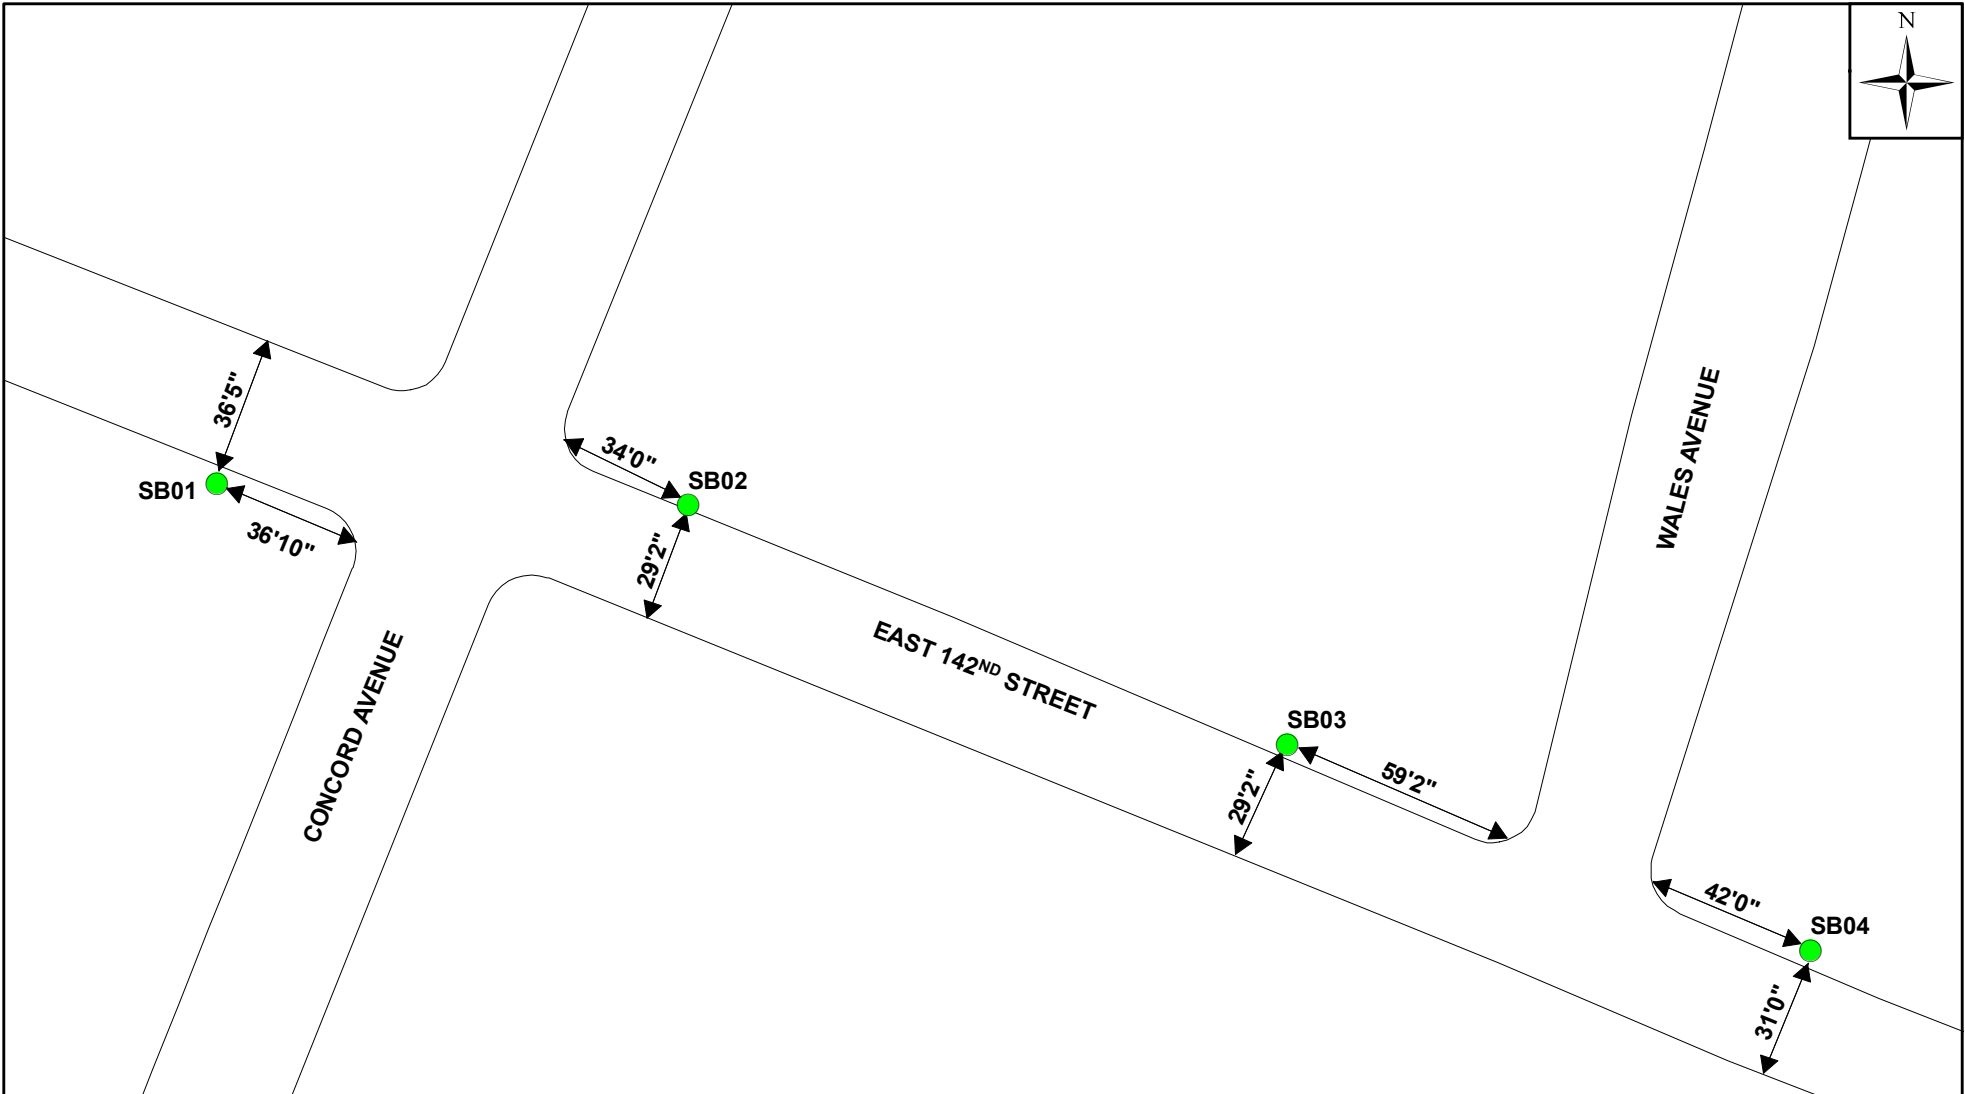 N
36'5"
SB01
36'10"
34'0"
SB02
29'2"
CONCORD AVENUE
EAST 142ND STREET
WALES AVENUE
SB03
29'2"
59'2"
42'0"
SB04
31'0"